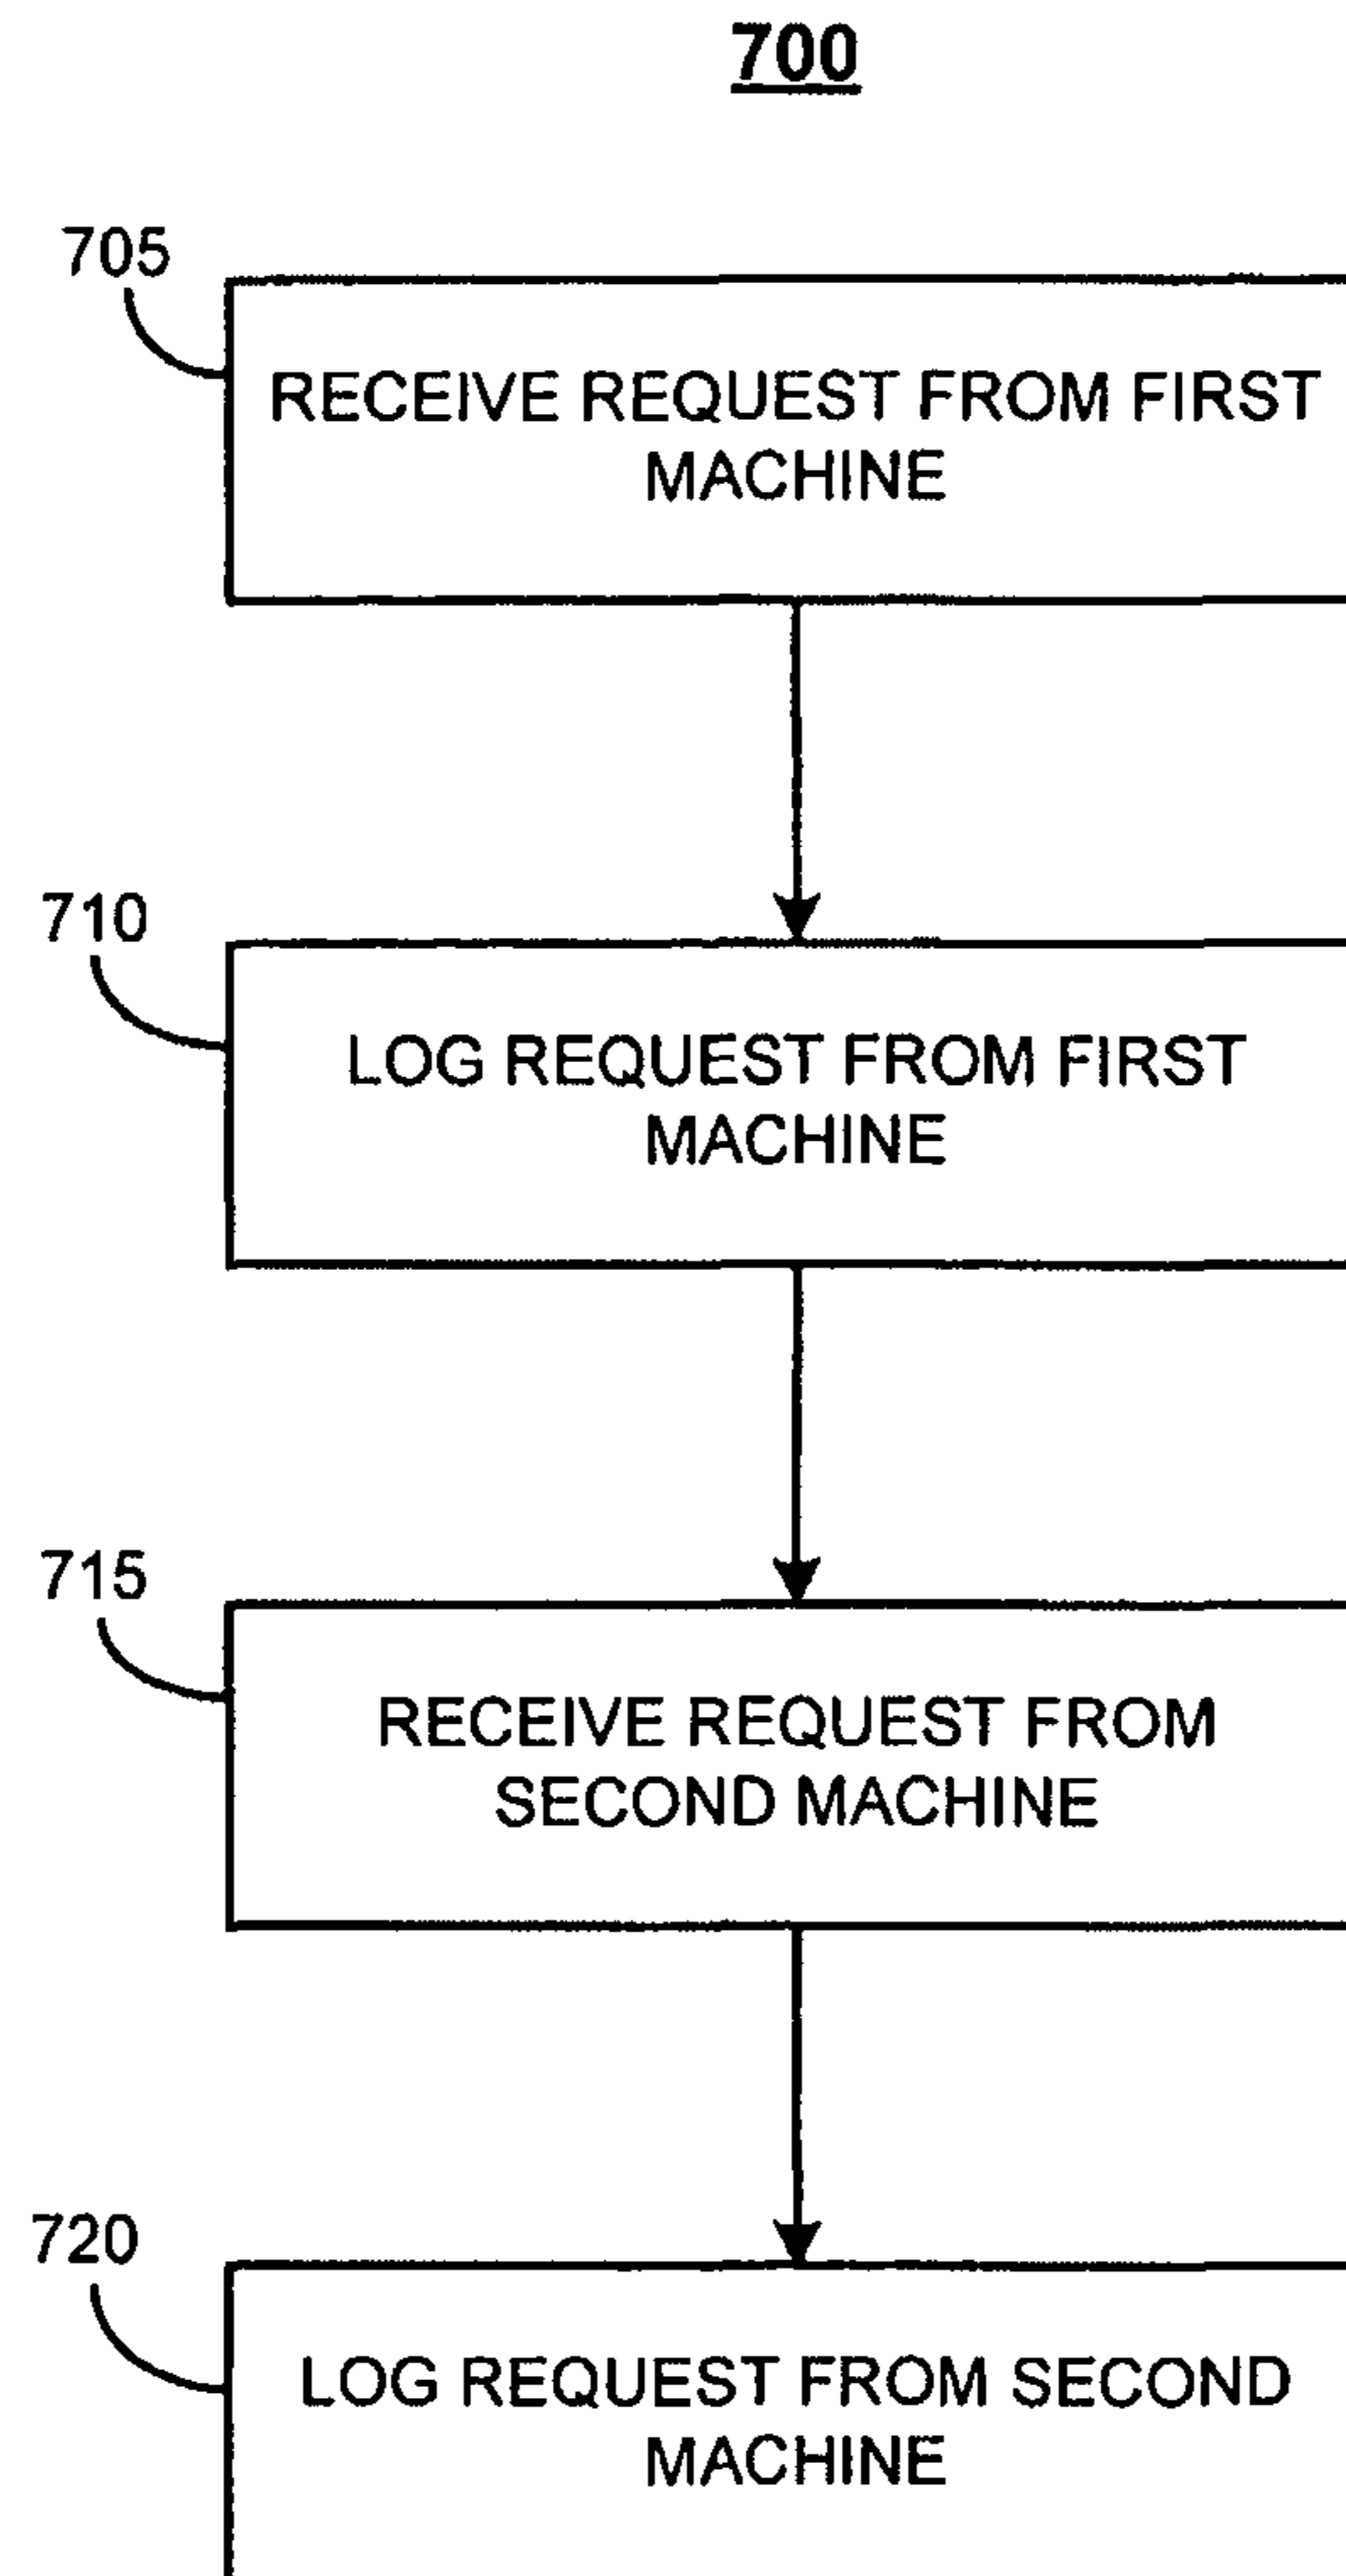 700
705
RECEIVE REQUEST FROM FIRST
MACHINE
710
LOG REQUEST FROM FIRST
MACHINE
715
RECEIVE REQUEST FROM
SECOND MACHINE
720
LOG REQUEST FROM SECOND
MACHINE